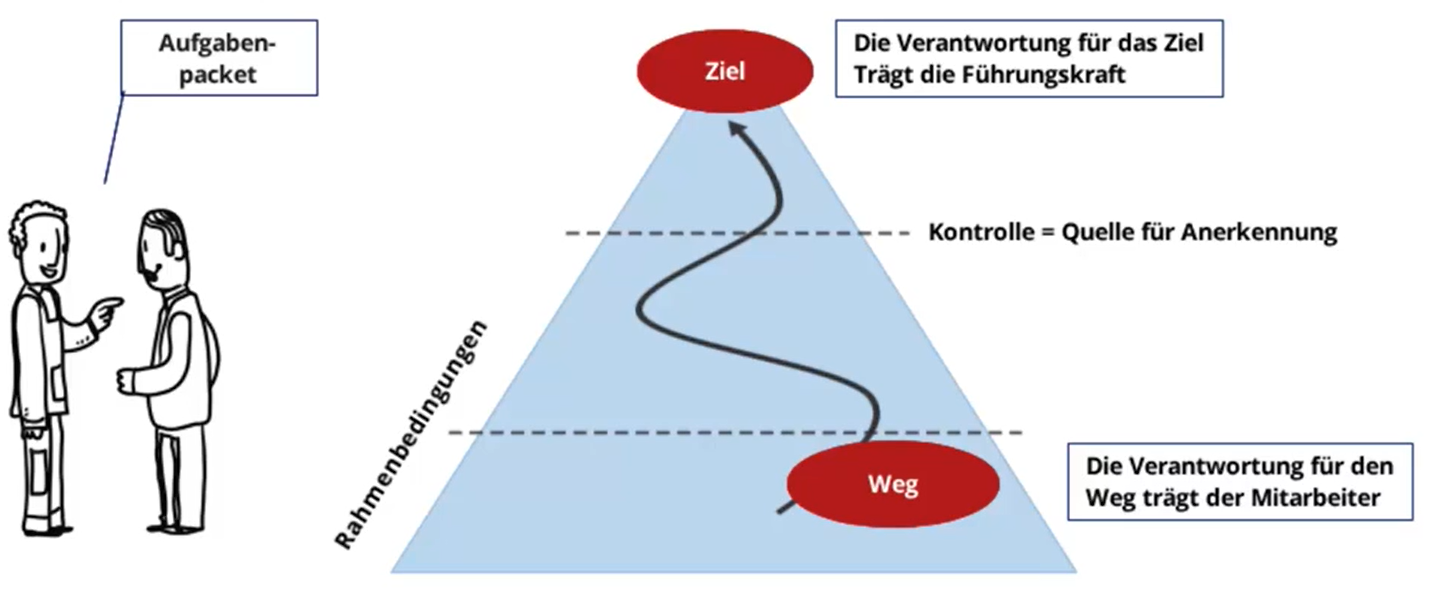 Aufgaben-
packet
Ziel
Die Verantwortung für das Ziel
Trägt die Führungskraft
Kontrolle = Quelle für Anerkennung
Rahmenbedingungen
Weg
Die Verantwortung für den
Weg trägt der Mitarbeiter